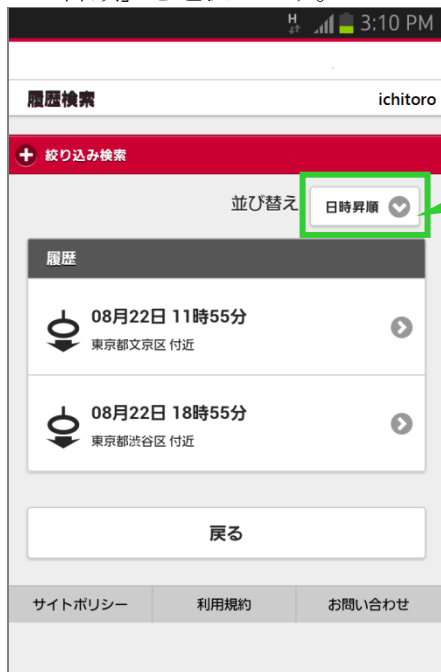 H 3:10 PM
履歴検索 ichitoro
絞り込み検索
並び替え 日時昇順
履歴
08月22日 11時55分
東京都文京区 付近
08月22日 18時55分
東京都渋谷区 付近
戻る
サイトポリシー 利用規約 お問い合わせ